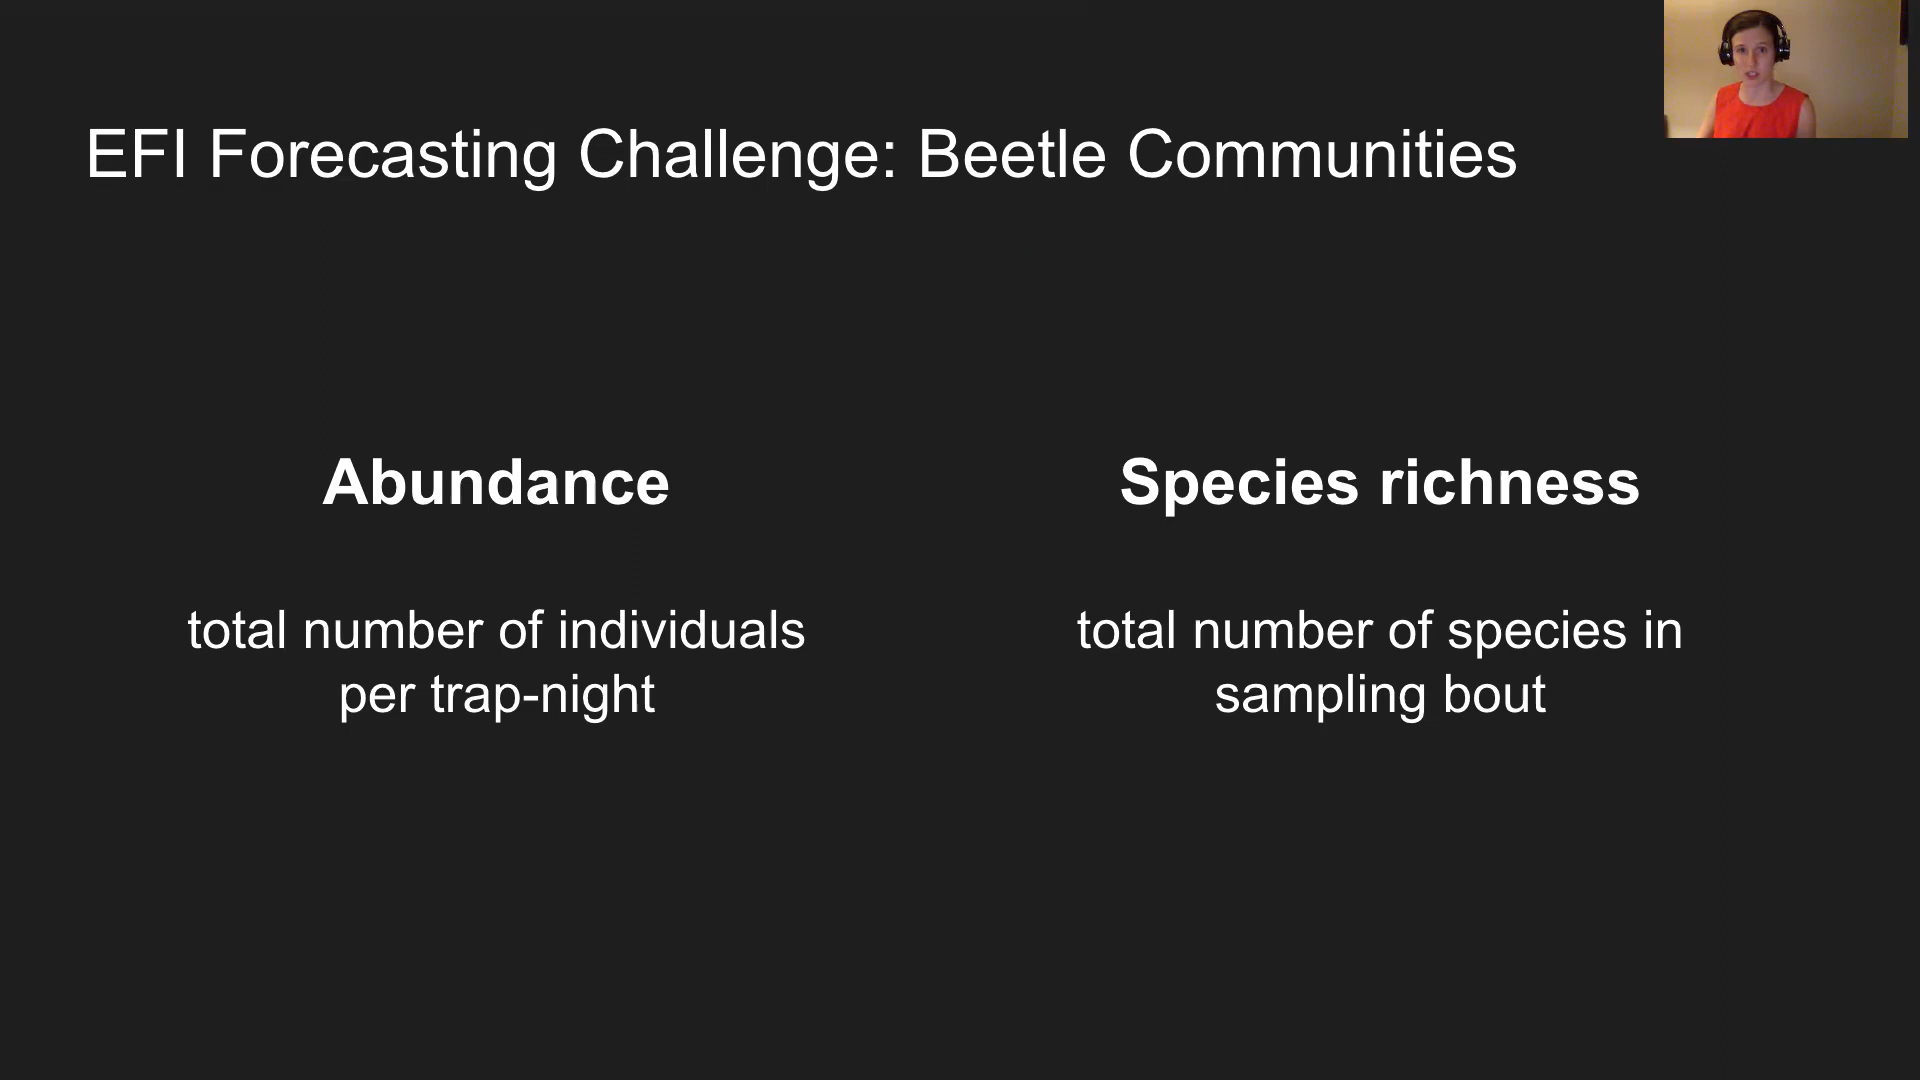 EFI Forecasting Challenge: Beetle Communities
Abundance
total number of individuals
per trap-night
Species richness
total number of species in
sampling bout